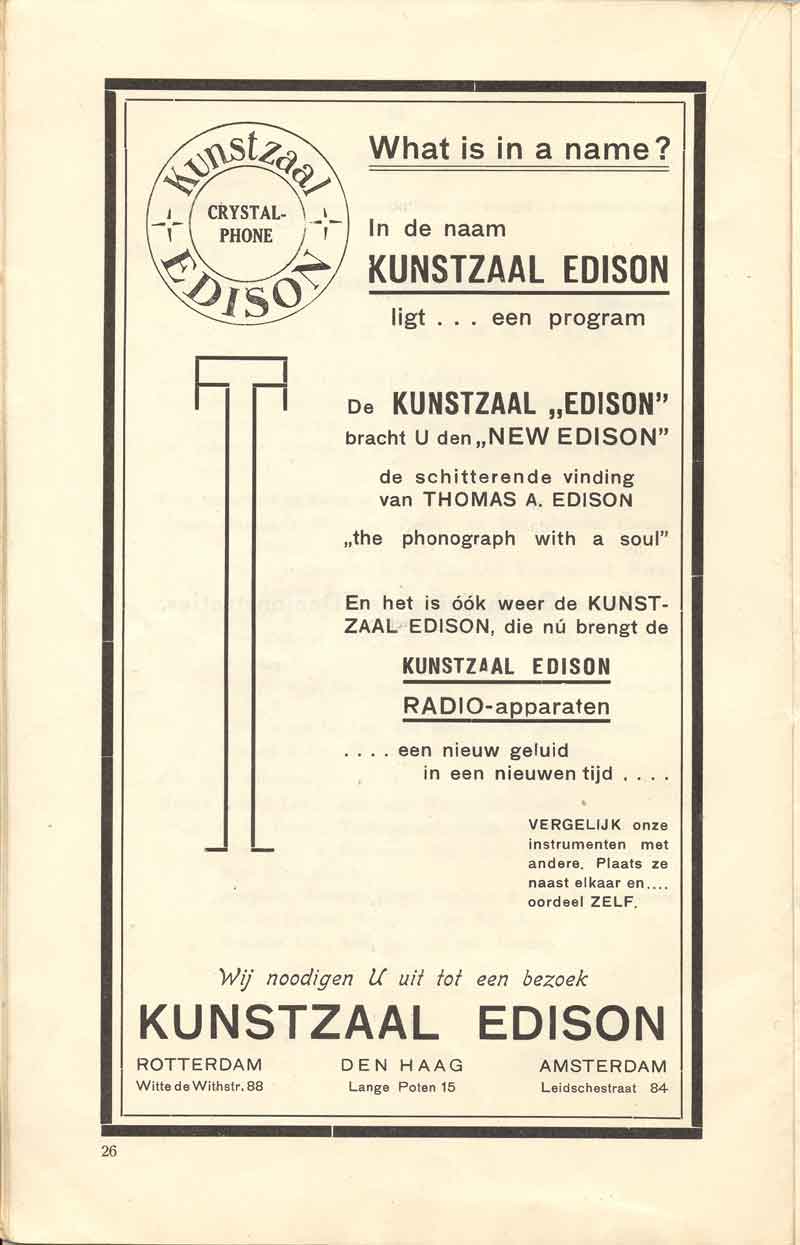 Kunstzaal
CRYSTAL-
PHONE
EDISON
What is in a name?
In de naam
KUNSTZAAL EDISON
ligt . . . een program
De KUNSTZAAL „EDISON”
bracht U den „NEW EDISON”
de schitterende vinding
van THOMAS A. EDISON
„the phonograph with a soul”
En het is óók weer de KUNST-
ZAAL EDISON, die nú brengt de
KUNSTZAAL EDISON
RADIO-apparaten
. . . . een nieuw geluid
in een nieuwen tijd . . . .
VERGELIJK onze
instrumenten met
andere. Plaats ze
naast elkaar en....
oordeel ZELF.
Wij noodigen U uit tot een bezoek
KUNSTZAAL EDISON
ROTTERDAM DEN HAAG AMSTERDAM
Witte de Withstr. 88 Lange Poten 15 Leidschestraat 84
26